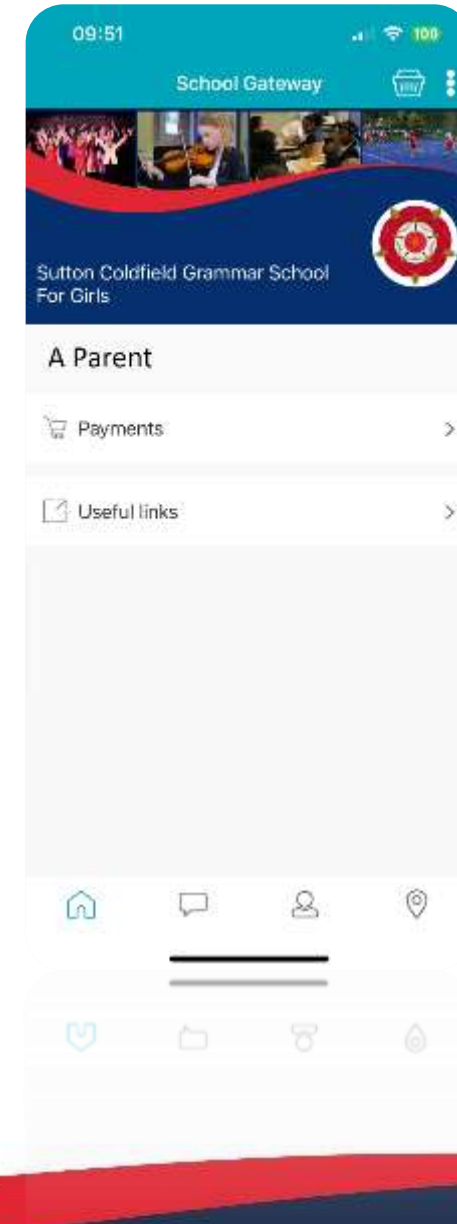 09:51
100
School Gateway
Sutton Coldfield Grammar School
For Girls
A Parent
Payments
Useful links